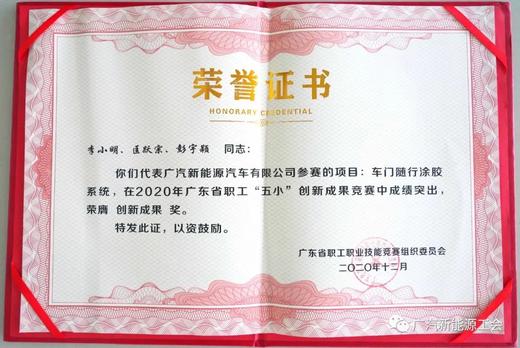 荣誉证书
HONORARY CREDENTIAL
李小明、匡跃宗、彭宇颖 同志：
你们代表广汽新能源汽车有限公司参赛的项目：车门随行涂胶
系统，在2020年广东省职工“五小”创新成果竞赛中成绩突出，
荣膺 创新成果 奖。
特发此证，以资鼓励。
广东省职工职业技能竞赛组织委员会
二〇二〇年十二月
广汽新能源工会